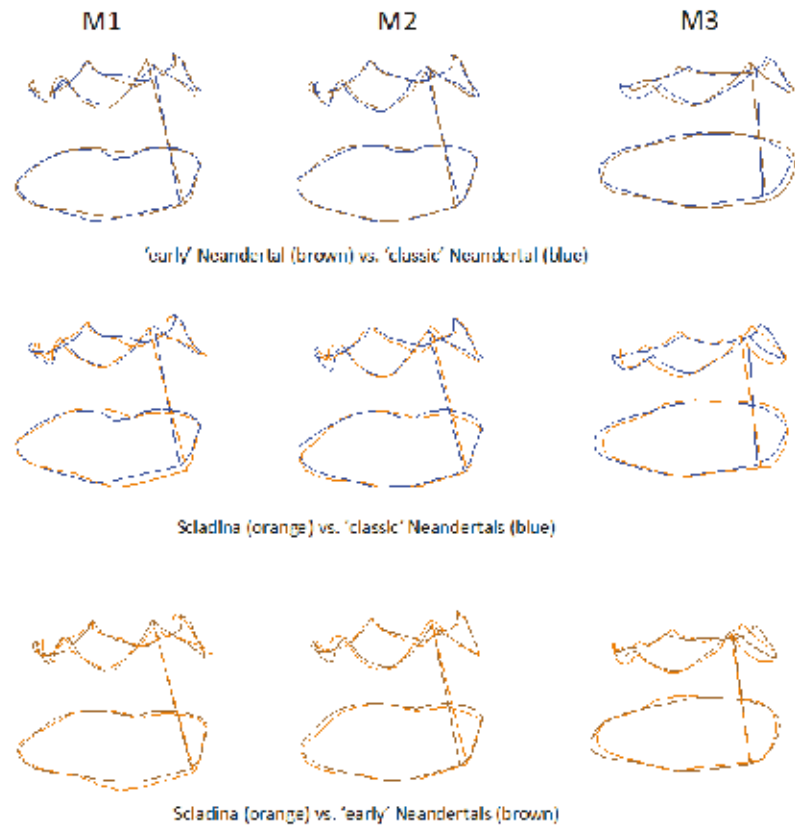 M1 M2 M3
'early' Neandertal (brown) vs. 'classic' Neandertal (blue)
Scladina (orange) vs. 'classic' Neandertals (blue)
Scladina (orange) vs. 'early' Neandertals (brown)